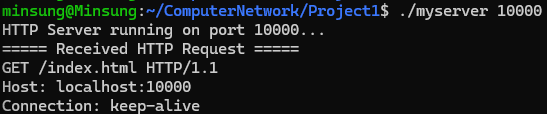 minsung@Minsung:~/ComputerNetwork/Project1$ ./myserver 10000
HTTP Server running on port 10000...
===== Received HTTP Request =====
GET /index.html HTTP/1.1
Host: localhost:10000
Connection: keep-alive